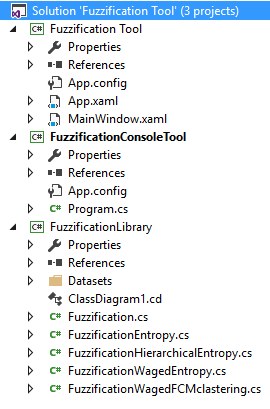 Solution 'Fuzzification Tool' (3 projects)
C# Fuzzification Tool
Properties
References
App.config
App.xaml
MainWindow.xaml
C# FuzzificationConsoleTool
Properties
References
App.config
C# Program.cs
C# FuzzificationLibrary
Properties
References
Datasets
ClassDiagram1.cd
C# Fuzzification.cs
C# FuzzificationEntropy.cs
C# FuzzificationHierarchicalEntropy.cs
C# FuzzificationWagedEntropy.cs
C# FuzzificationWagedFCMclastering.cs